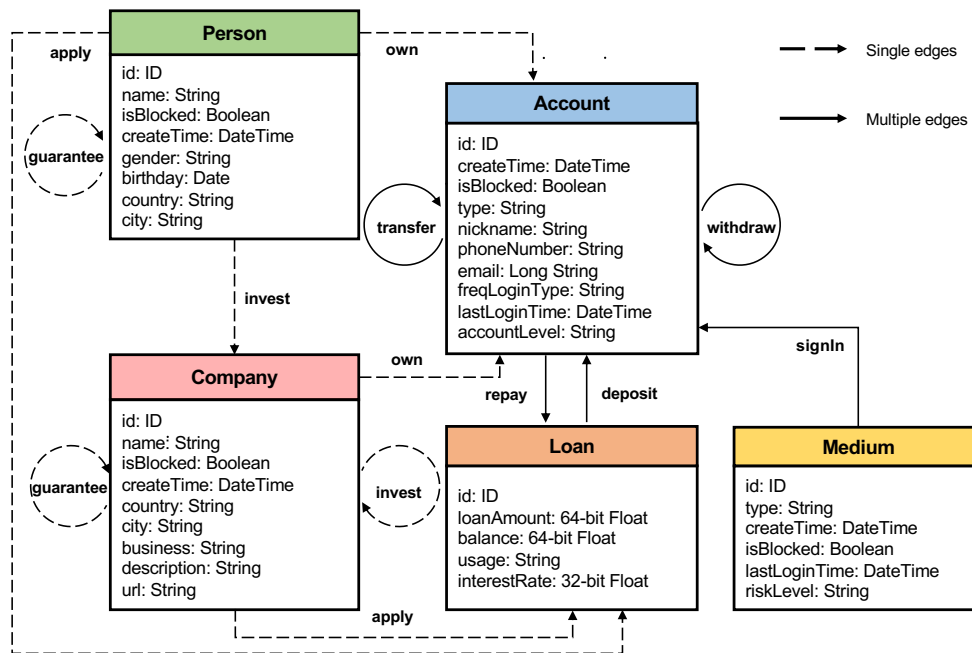 apply
Person
own
id: ID
name: String
isBlocked: Boolean
createTime: DateTime
gender: String
birthday: Date
country: String
city: String
guarantee
Single edges
Multiple edges
Account
id: ID
createTime: DateTime
isBlocked: Boolean
type: String
nickname: String
phoneNumber: String
email: Long String
freqLoginType: String
lastLoginTime: DateTime
accountLevel: String
transfer
withdraw
invest
signIn
Company
own
id: ID
name: String
isBlocked: Boolean
createTime: DateTime
country: String
city: String
business: String
description: String
url: String
guarantee
invest
repay
deposit
Loan
id: ID
loanAmount: 64-bit Float
balance: 64-bit Float
usage: String
interestRate: 32-bit Float
Medium
id: ID
type: String
createTime: DateTime
isBlocked: Boolean
lastLoginTime: DateTime
riskLevel: String
apply